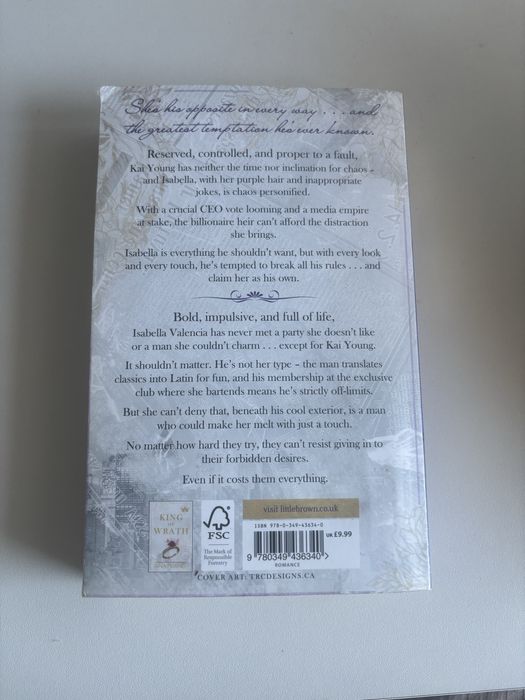 She's his opposite in every way . . . and
the greatest temptation he's ever known.
Reserved, controlled, and proper to a fault,
Kai Young has neither the time nor inclination for chaos –
and Isabella, with her purple hair and inappropriate
jokes, is chaos personified.
With a crucial CEO vote looming and a media empire
at stake, the billionaire heir can't afford the distraction
she brings.
Isabella is everything he shouldn't want, but with every look
and every touch, he's tempted to break all his rules . . . and
claim her as his own.
Bold, impulsive, and full of life,
Isabella Valencia has never met a party she doesn't like
or a man she couldn't charm . . . except for Kai Young.
It shouldn't matter. He's not her type – the man translates
classics into Latin for fun, and his membership at the exclusive
club where she bartends means he's strictly off-limits.
But she can't deny that, beneath his cool exterior, is a man
who could make her melt with just a touch.
No matter how hard they try, they can't resist giving in to
their forbidden desires.
Even if it costs them everything.
KING
OF
WRATH
FSC
The Mark of
Responsible
Forestry
visit littlebrown.co.uk
ISBN 978-0-349-43634-0
UK £9.99
9 780349 436340 >
ROMANCE
COVER ART: TRCDESIGNS.CA